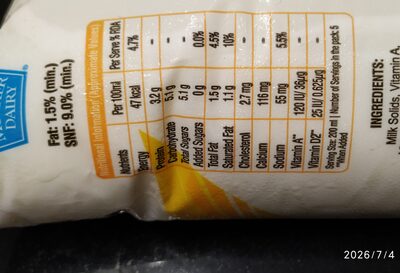 DAIRY
Fat: 1.5% (min.)
SNF: 9.0% (min.)
Nutritional Information (Approximate Values)
Nutrients Per 100ml Per Serve % RDA
Energy 47 kcal 4.7%
Protein 3.2 g -
Carbohydrate 5.1 g -
Total Sugars 5.1 g -
Added Sugars 0 g 0.0%
Total Fat 1.5 g 4.5%
Saturated Fat 1.1 g 10%
Cholesterol 2.7 mg -
Calcium 116 mg -
Sodium 55 mg 5.5%
Vitamin A** 120 IU/ 36µg -
Vitamin D2** 25 IU/ 0.625µg -
Serving Size: 200 ml | Number of Servings in the pack: 5
**When Added
INGREDIENTS:
Milk Solids, Vitamin A,
2026/7/4